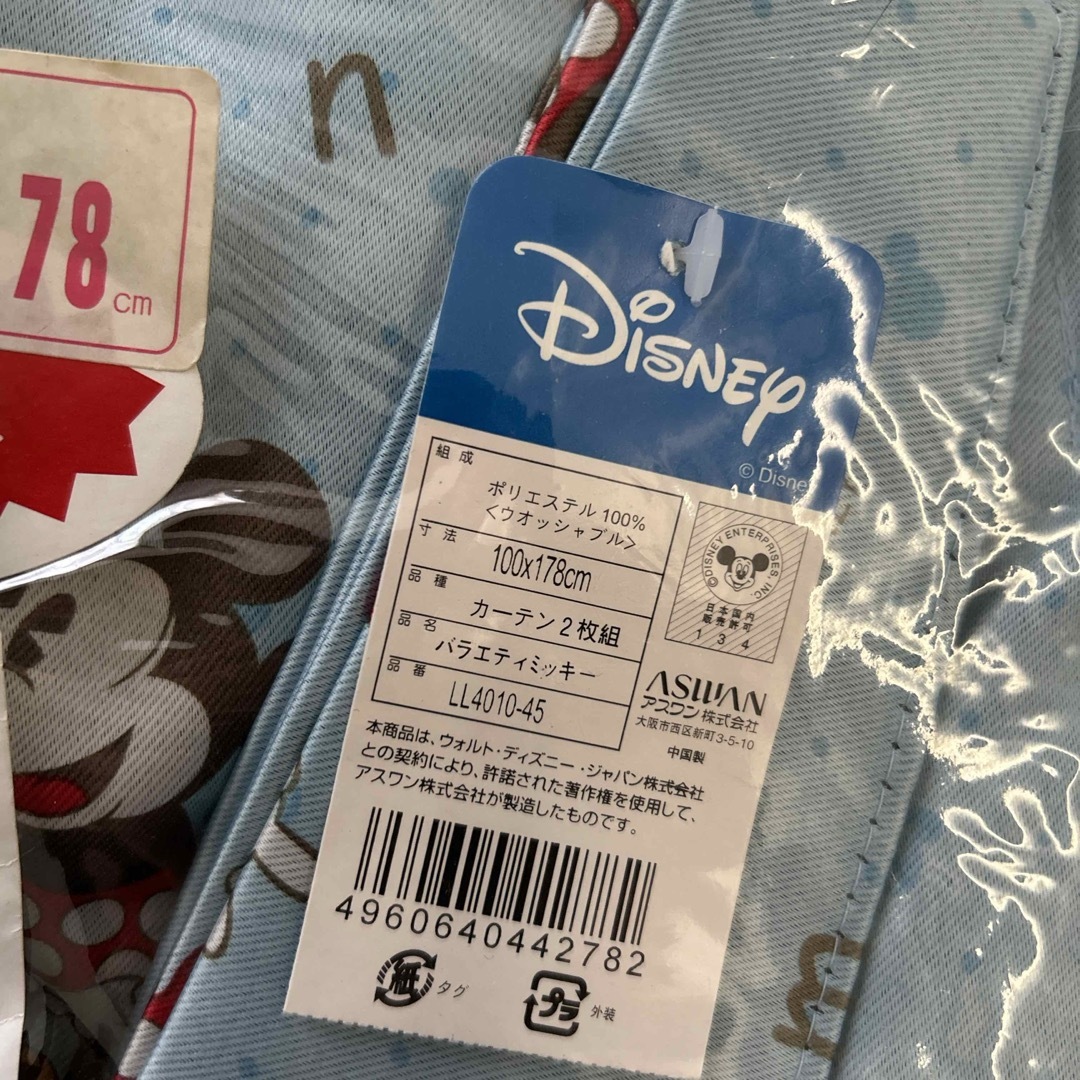 n
78
cm
DISNEY
© Disney
組成
ポリエステル 100%
<ウオッシャブル>
寸法
100x178cm
品種
カーテン2枚組
品名
バラエティミッキー
品番
LL4010-45
©DISNEY ENTERPRISES, INC.
日本国内
販売許可
134
ASWAN
アスワン株式会社
大阪市西区新町3-5-10
中国製
本商品は、ウォルト・ディズニー・ジャパン株式会社
との契約により、許諾された著作権を使用して、
アスワン株式会社が製造したものです。
4960640442782
紙 タグ
プラ 外装